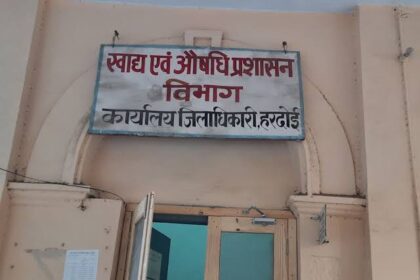 खाद्य एवं औषधि प्रशासन
विभाग
कार्यालय जिलाधिकारी,हरदोई